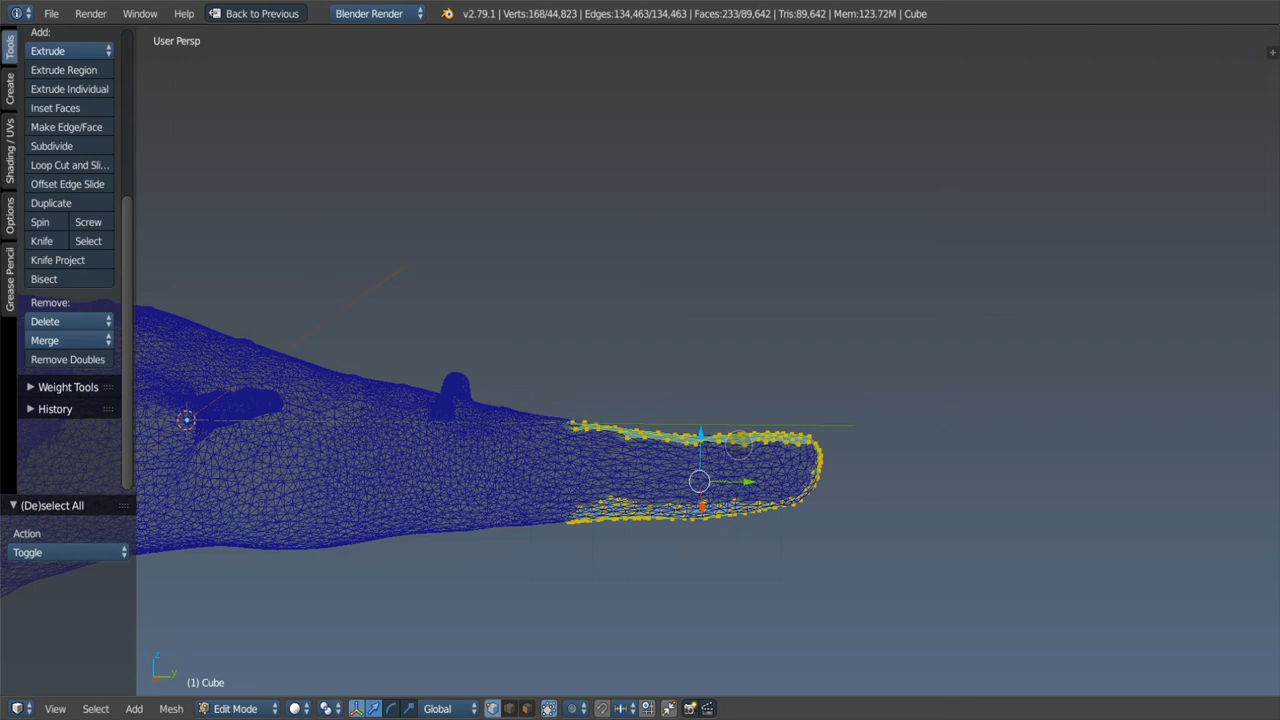 File Render Window Help Back to Previous Blender Render v2.79.1 | Verts:168/44,823 | Edges:134,463/134,463 | Faces:233/89,642 | Tris:89,642 | Mem:123.72M | Cube
User Persp
Tools
Create
Shading / UVs
Options
Grease Pencil
Add:
Extrude
Extrude Region
Extrude Individual
Inset Faces
Make Edge/Face
Subdivide
Loop Cut and Sli...
Offset Edge Slide
Duplicate
Spin Screw
Knife Select
Knife Project
Bisect
Remove:
Delete
Merge
Remove Doubles
Weight Tools
History
(De)select All
Action
Toggle
z
y
(1) Cube
View Select Add Mesh Edit Mode Global